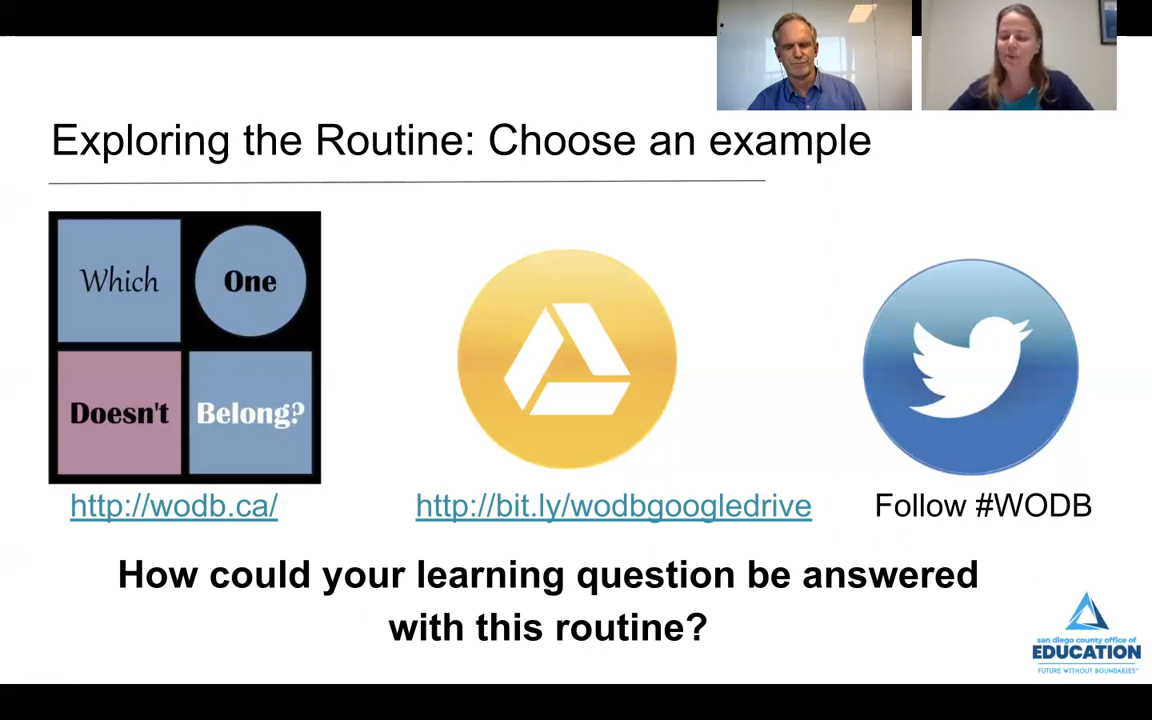 Exploring the Routine: Choose an example
Which
One
Doesn't
Belong?
http://wodb.ca/
http://bit.ly/wodbgoogledrive
Follow #WODB
How could your learning question be answered
with this routine?
san diego county office of
EDUCATION
FUTURE WITHOUT BOUNDARIES™